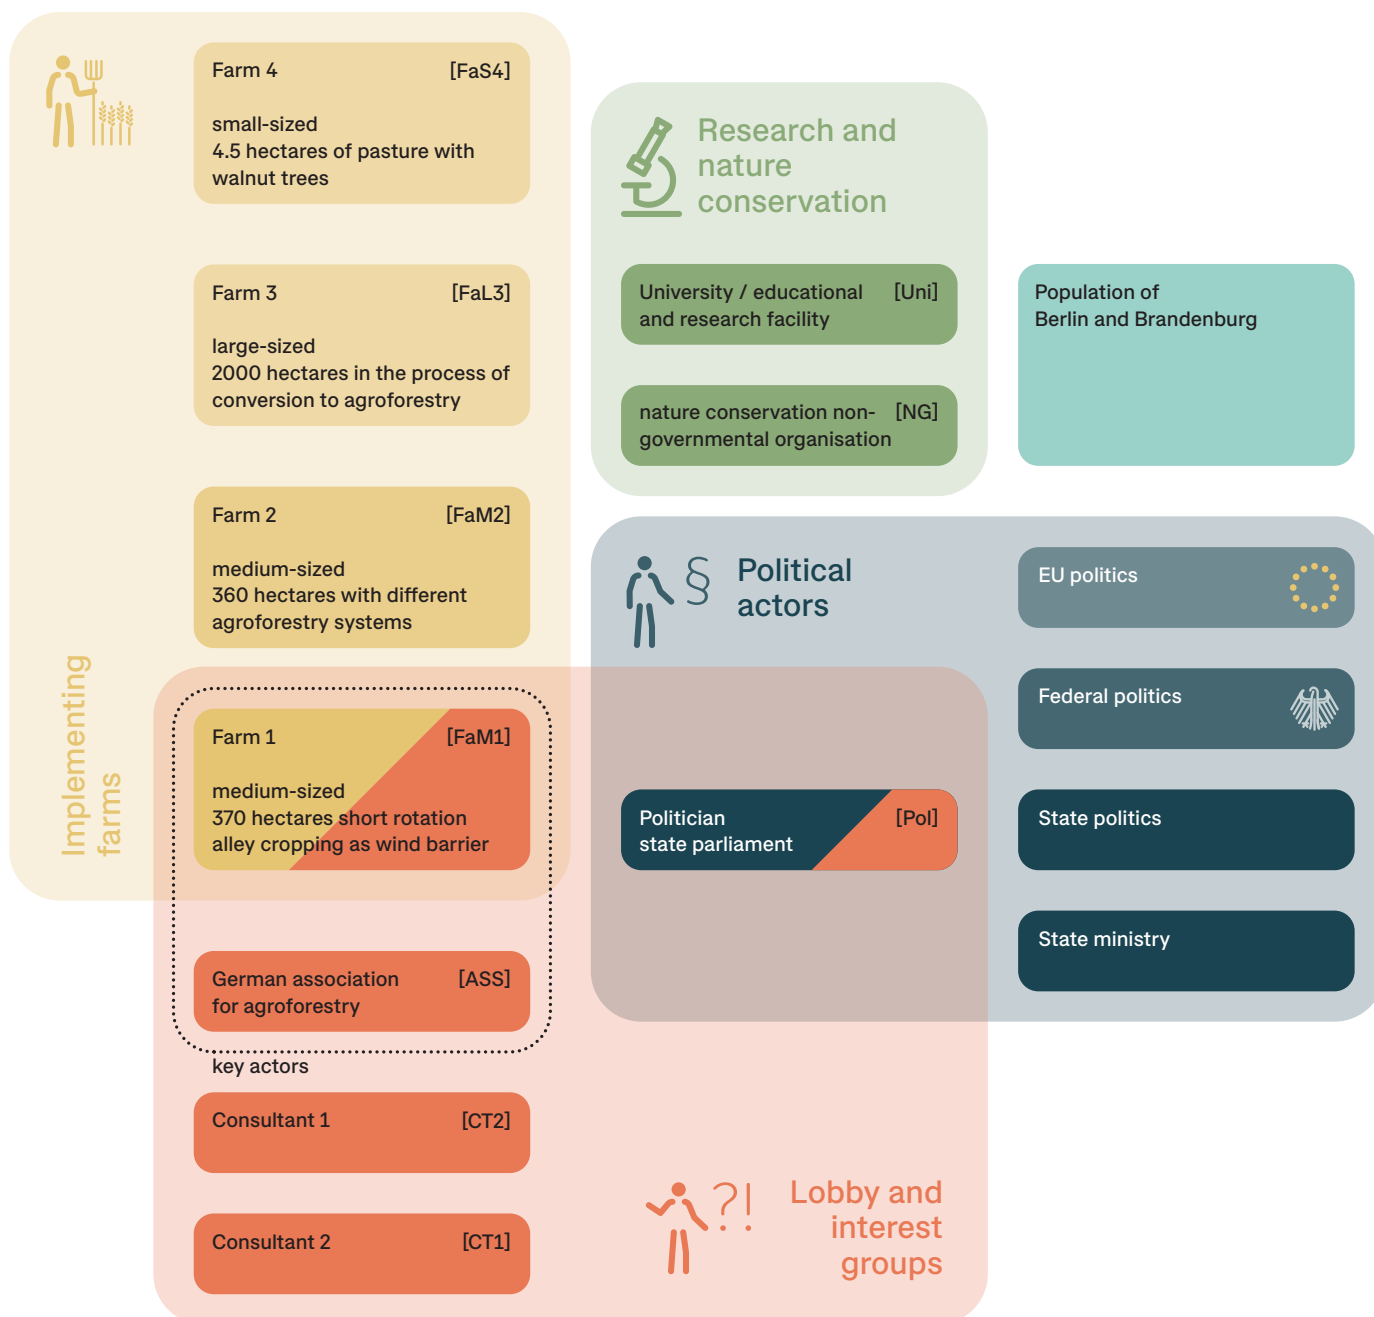 Farm 4 [FaS4]
small-sized
4.5 hectares of pasture with
walnut trees
Farm 3 [FaL3]
large-sized
2000 hectares in the process of
conversion to agroforestry
Farm 2 [FaM2]
medium-sized
360 hectares with different
agroforestry systems
Implementing
farms
Farm 1 [FaM1]
medium-sized
370 hectares short rotation
alley cropping as wind barrier
German association [ASS]
for agroforestry
key actors
Consultant 1 [CT2]
Consultant 2 [CT1]
Research and
nature
conservation
University / educational [Uni]
and research facility
nature conservation non- [NG]
governmental organisation
Population of
Berlin and Brandenburg
§
Political
actors
EU politics
Federal politics
State politics
State ministry
Politician [Pol]
state parliament
?!
Lobby and
interest
groups